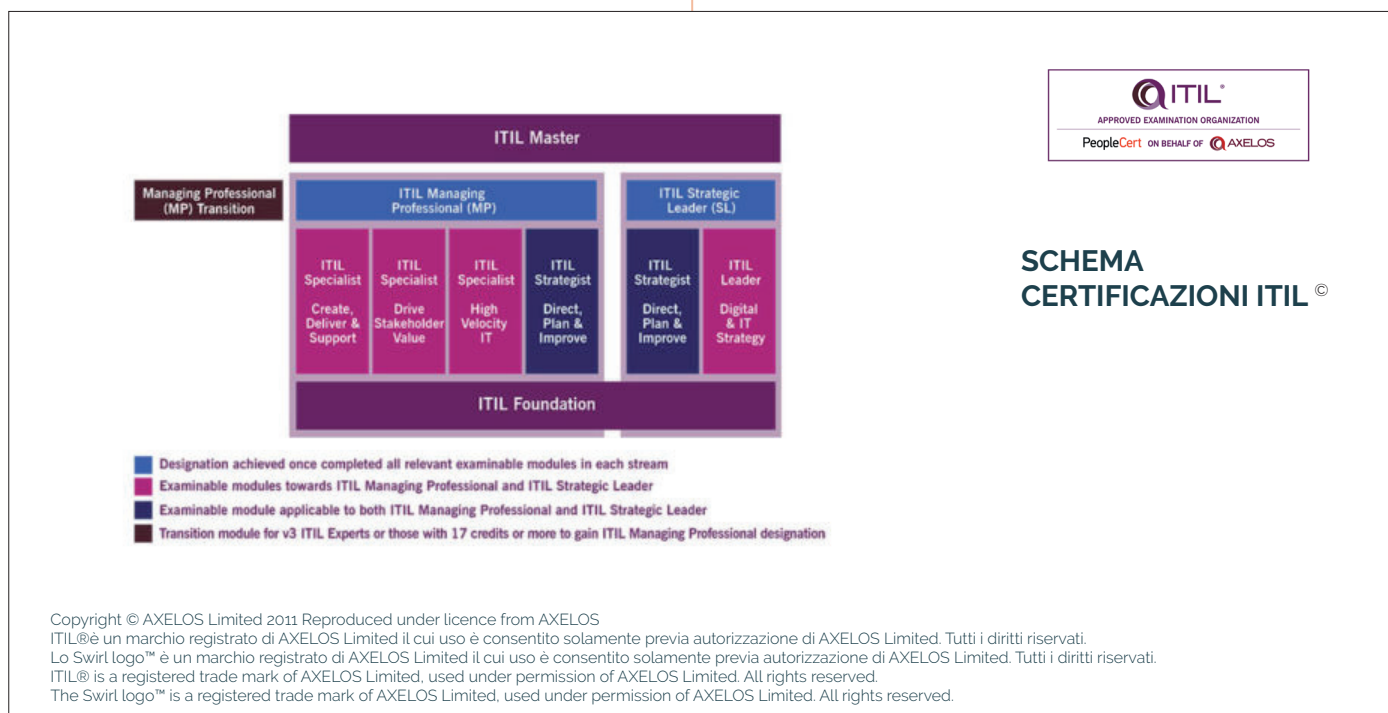 ITIL®
APPROVED EXAMINATION ORGANIZATION
PeopleCert ON BEHALF OF AXELOS
ITIL Master
Managing Professional
(MP) Transition
ITIL Managing
Professional (MP)
ITIL Strategic
Leader (SL)
ITIL
Specialist
Create,
Deliver &
Support
ITIL
Specialist
Drive
Stakeholder
Value
ITIL
Specialist
High
Velocity
IT
ITIL
Strategist
Direct,
Plan &
Improve
ITIL
Strategist
Direct,
Plan &
Improve
ITIL
Leader
Digital
& IT
Strategy
ITIL Foundation
SCHEMA
CERTIFICAZIONI ITIL ©
Designation achieved once completed all relevant examinable modules in each stream
Examinable modules towards ITIL Managing Professional and ITIL Strategic Leader
Examinable module applicable to both ITIL Managing Professional and ITIL Strategic Leader
Transition module for v3 ITIL Experts or those with 17 credits or more to gain ITIL Managing Professional designation
Copyright © AXELOS Limited 2011 Reproduced under licence from AXELOS
ITIL®è un marchio registrato di AXELOS Limited il cui uso è consentito solamente previa autorizzazione di AXELOS Limited. Tutti i diritti riservati.
Lo Swirl logo™ è un marchio registrato di AXELOS Limited il cui uso è consentito solamente previa autorizzazione di AXELOS Limited. Tutti i diritti riservati.
ITIL® is a registered trade mark of AXELOS Limited, used under permission of AXELOS Limited. All rights reserved.
The Swirl logo™ is a registered trade mark of AXELOS Limited, used under permission of AXELOS Limited. All rights reserved.